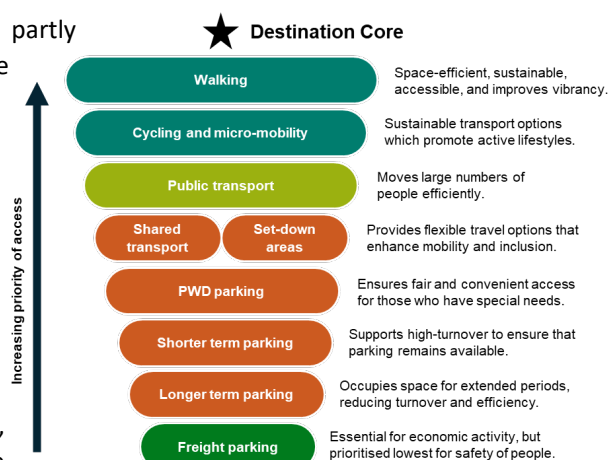 partly
e
★ Destination Core
Increasing priority of access
Walking
Space-efficient, sustainable,
accessible, and improves vibrancy.
Cycling and micro-mobility
Sustainable transport options
which promote active lifestyles.
Public transport
Moves large numbers of
people efficiently.
Shared
transport
Set-down
areas
Provides flexible travel options that
enhance mobility and inclusion.
PWD parking
Ensures fair and convenient access
for those who have special needs.
Shorter term parking
Supports high-turnover to ensure that
parking remains available.
Longer term parking
Occupies space for extended periods,
reducing turnover and efficiency.
Freight parking
Essential for economic activity, but
prioritised lowest for safety of people.
,